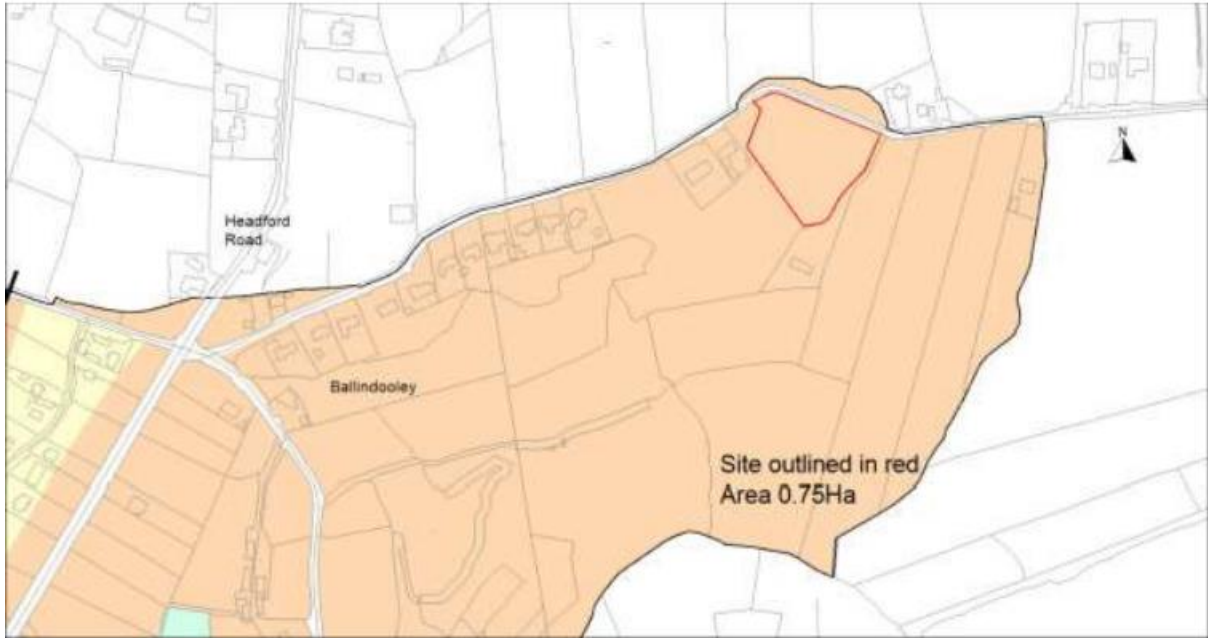 N
Headford
Road
Ballindooley
Site outlined in red
Area 0.75Ha